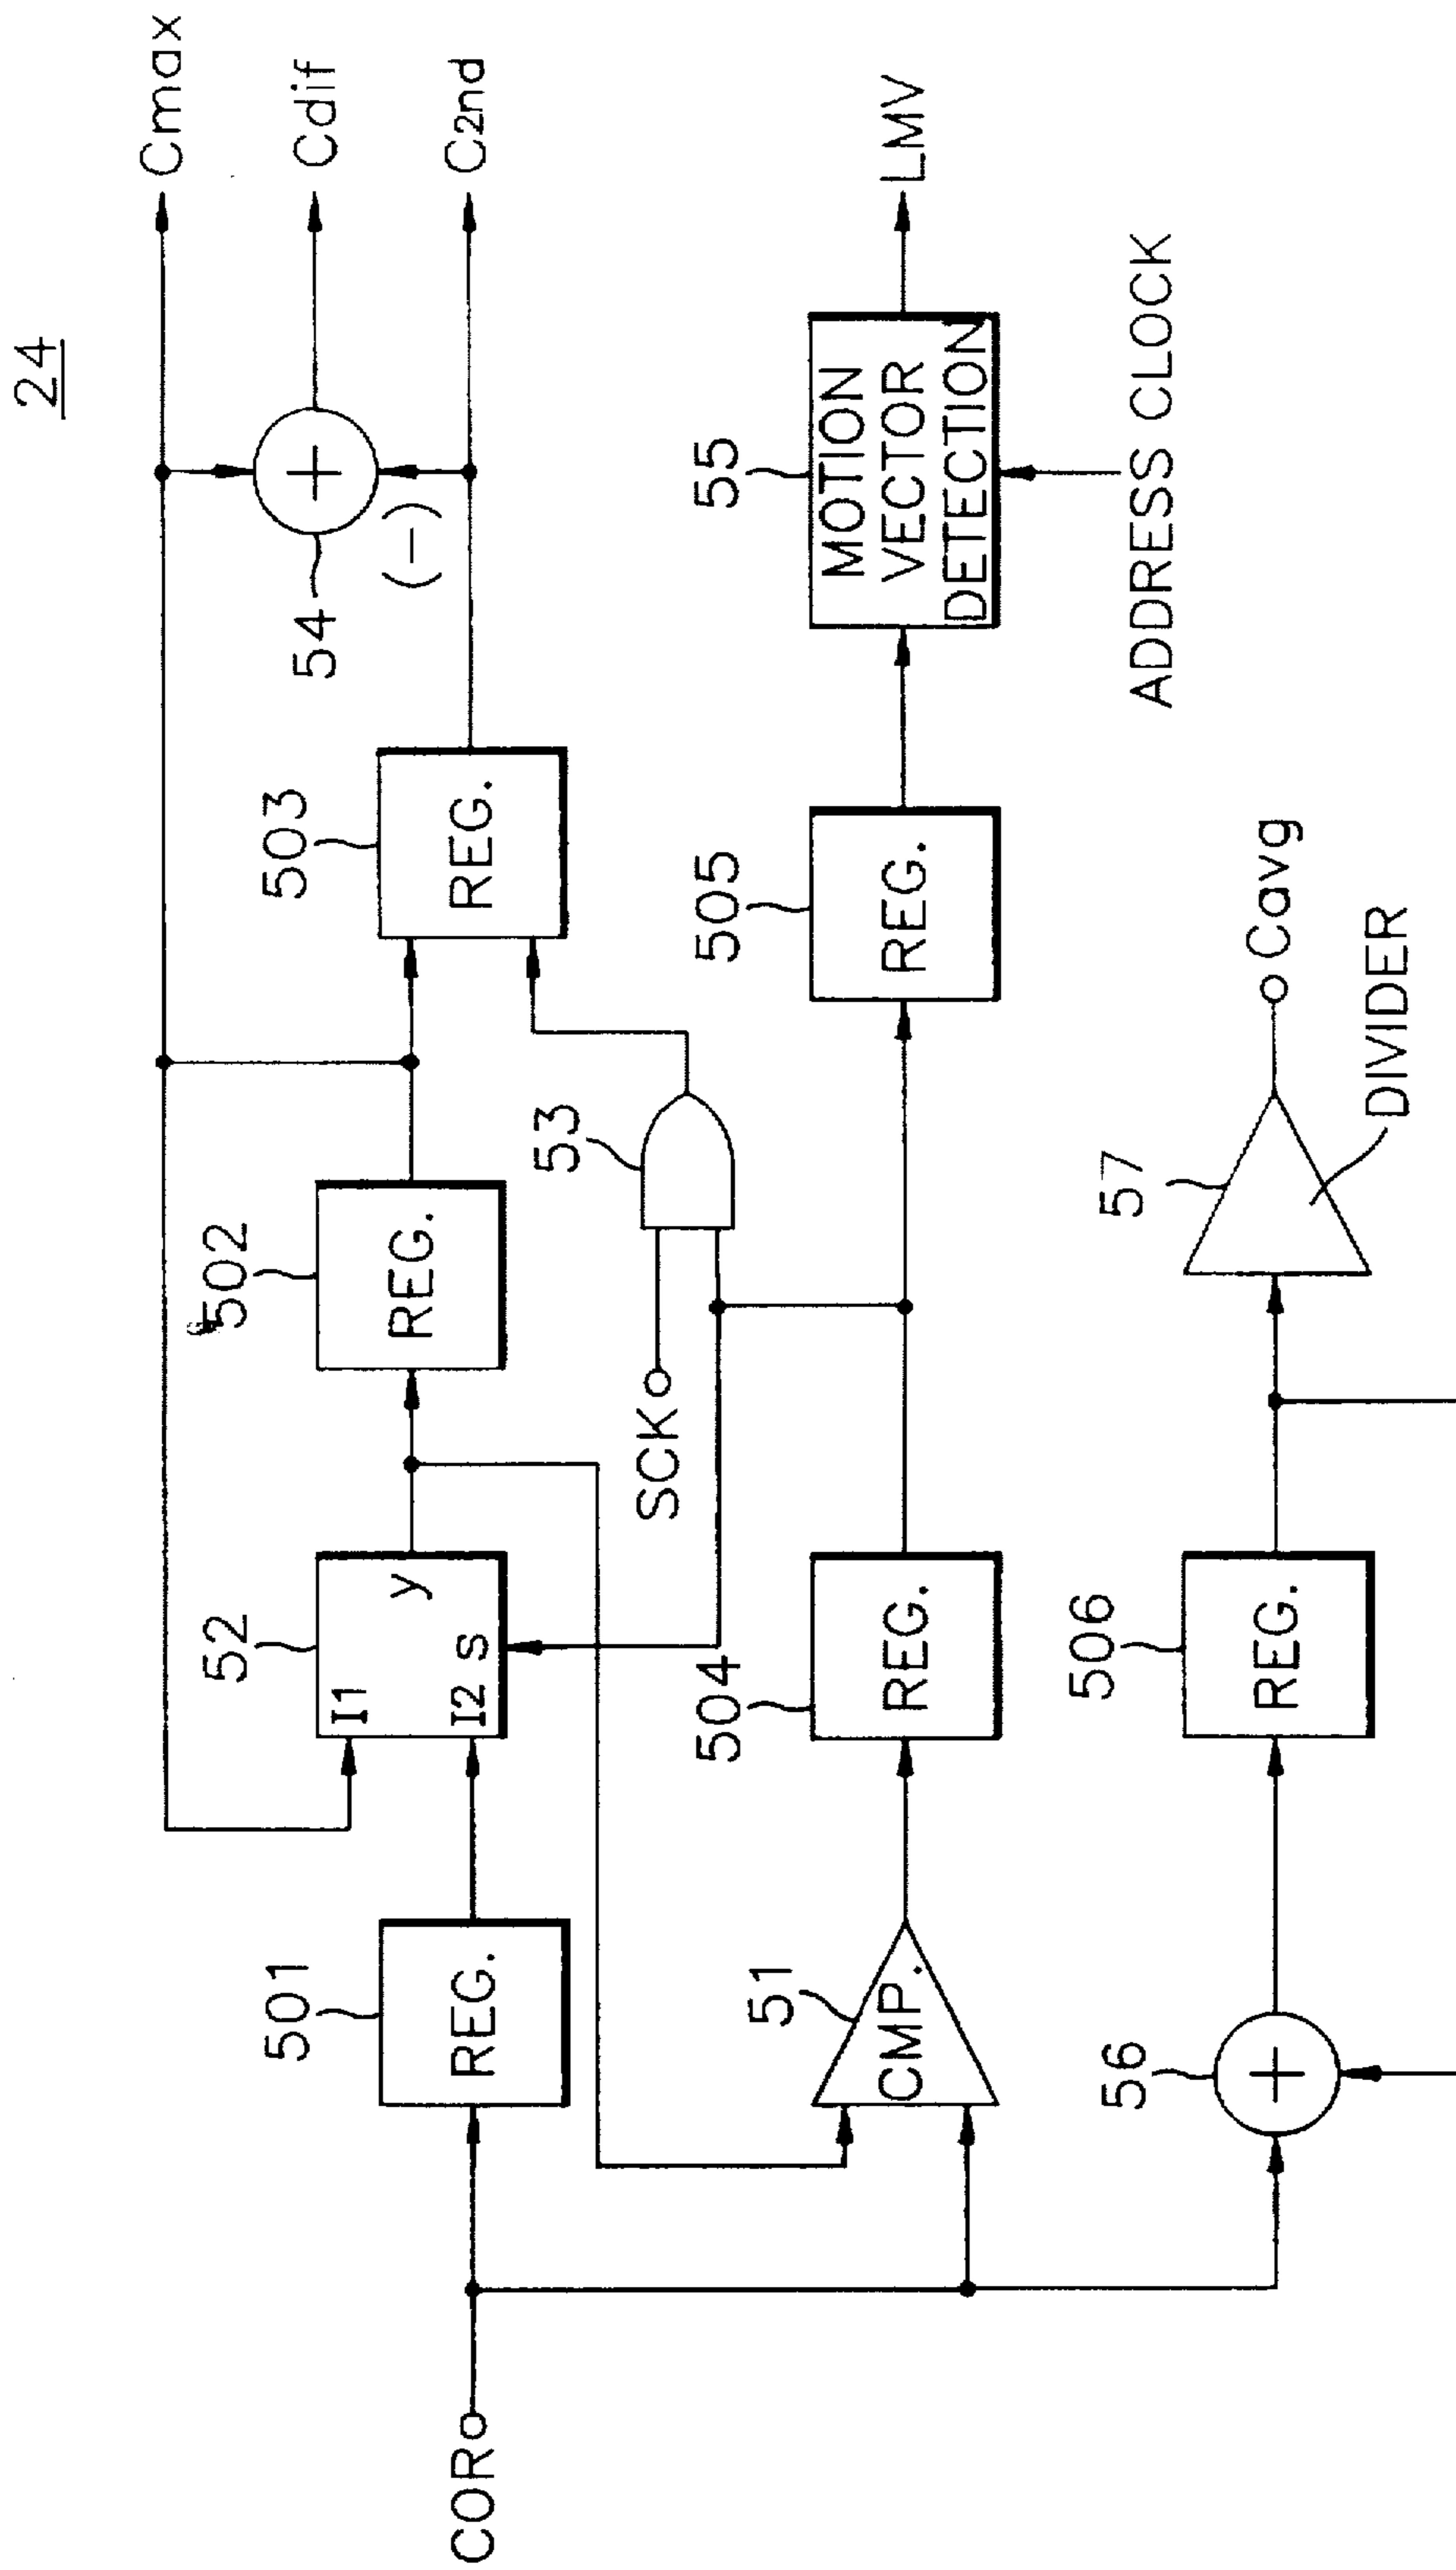 24
Cmax
Cdif
C2nd
54
(-)
503
REG.
502
REG.
52
I1
I2
S
y
501
REG.
53
SCK
LMV
55
MOTION
VECTOR
DETECTION
ADDRESS CLOCK
505
REG.
504
REG.
51
CMP.
COR
Cavg
DIVIDER
57
506
REG.
56